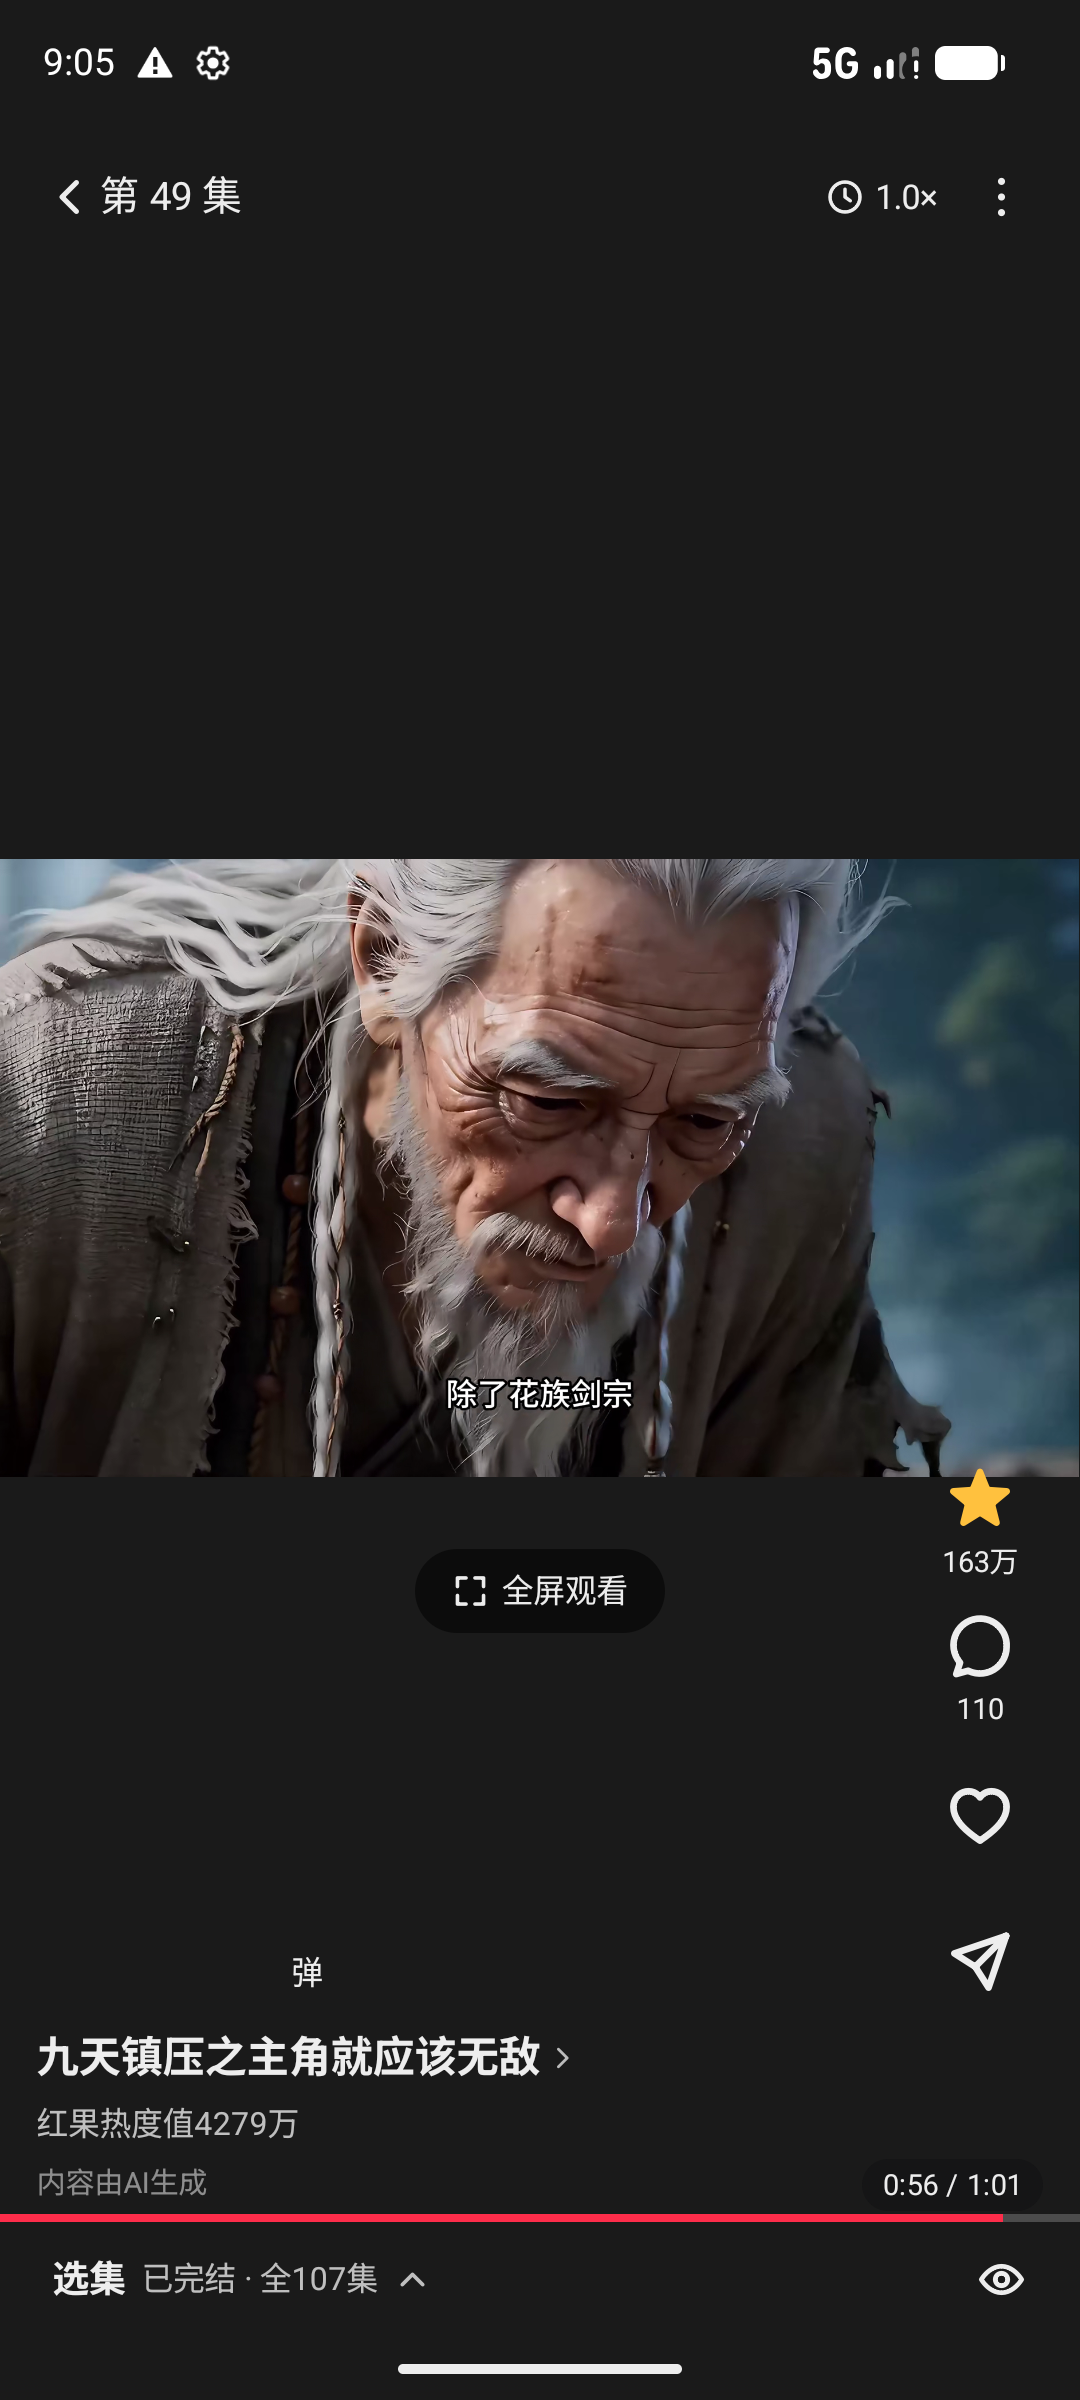 9:05
5G
第 49 集
1.0×
除了花族剑宗
163万
全屏观看
110
弹
九天镇压之主角就应该无敌
红果热度值4279万
内容由AI生成
0:56 / 1:01
选集 已完结 · 全107集